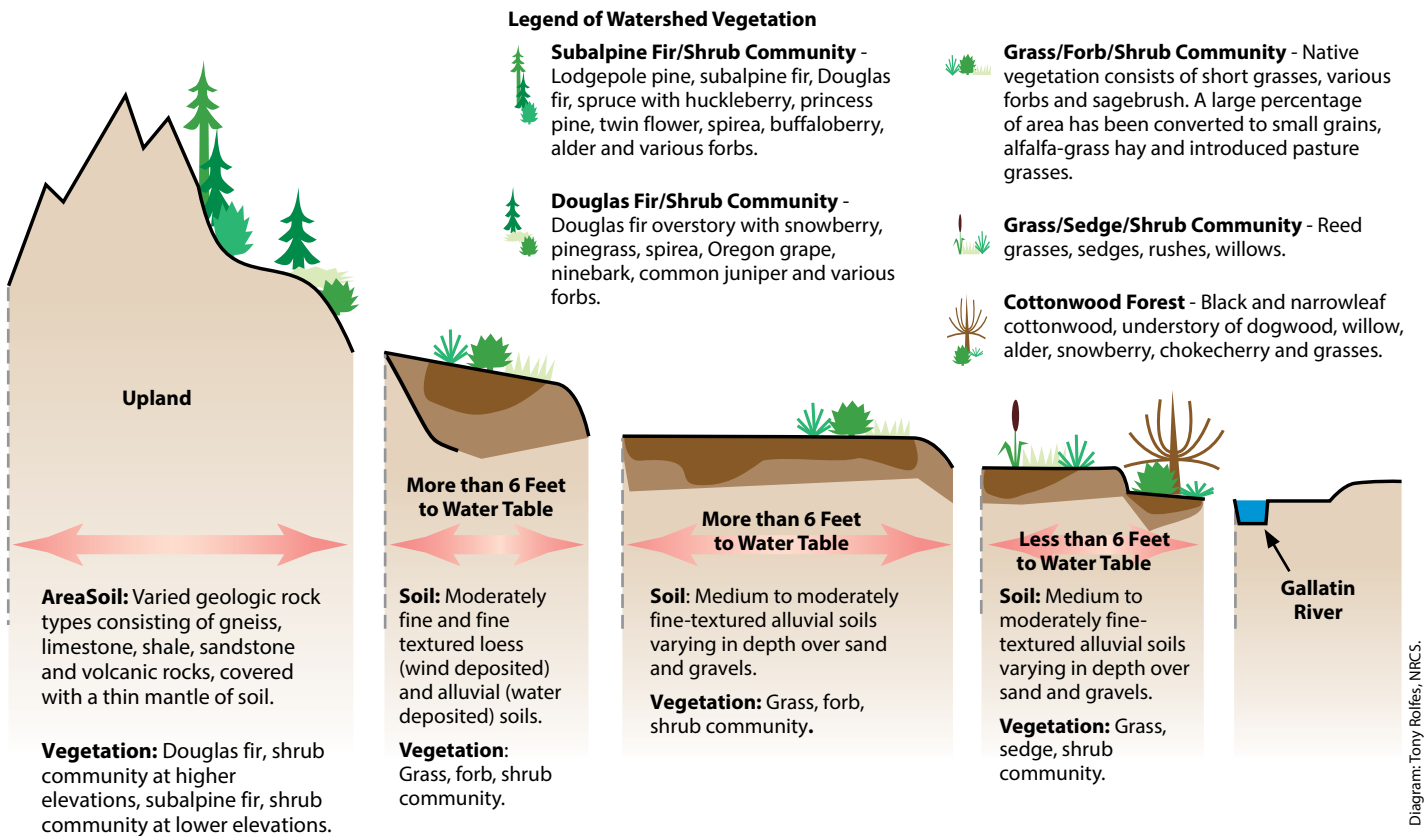 Legend of Watershed Vegetation
Subalpine Fir/Shrub Community -
Lodgepole pine, subalpine fir, Douglas
fir, spruce with huckleberry, princess
pine, twin flower, spirea, buffaloberry,
alder and various forbs.
Douglas Fir/Shrub Community -
Douglas fir overstory with snowberry,
pinegrass, spirea, Oregon grape,
ninebark, common juniper and various
forbs.
Grass/Forb/Shrub Community - Native
vegetation consists of short grasses, various
forbs and sagebrush. A large percentage
of area has been converted to small grains,
alfalfa-grass hay and introduced pasture
grasses.
Grass/Sedge/Shrub Community - Reed
grasses, sedges, rushes, willows.
Cottonwood Forest - Black and narrowleaf
cottonwood, understory of dogwood, willow,
alder, snowberry, chokecherry and grasses.
Upland
AreaSoil: Varied geologic rock
types consisting of gneiss,
limestone, shale, sandstone
and volcanic rocks, covered
with a thin mantle of soil.
Vegetation: Douglas fir, shrub
community at higher
elevations, subalpine fir, shrub
community at lower elevations.
More than 6 Feet
to Water Table
Soil: Moderately
fine and fine
textured loess
(wind deposited)
and alluvial (water
deposited) soils.
Vegetation:
Grass, forb, shrub
community.
More than 6 Feet
to Water Table
Soil: Medium to moderately
fine-textured alluvial soils
varying in depth over sand
and gravels.
Vegetation: Grass, forb,
shrub community.
Less than 6 Feet
to Water Table
Soil: Medium to
moderately fine-
textured alluvial soils
varying in depth over
sand and gravels.
Vegetation: Grass,
sedge, shrub
community.
Gallatin
River
Diagram: Tony Rolfes, NRCS.